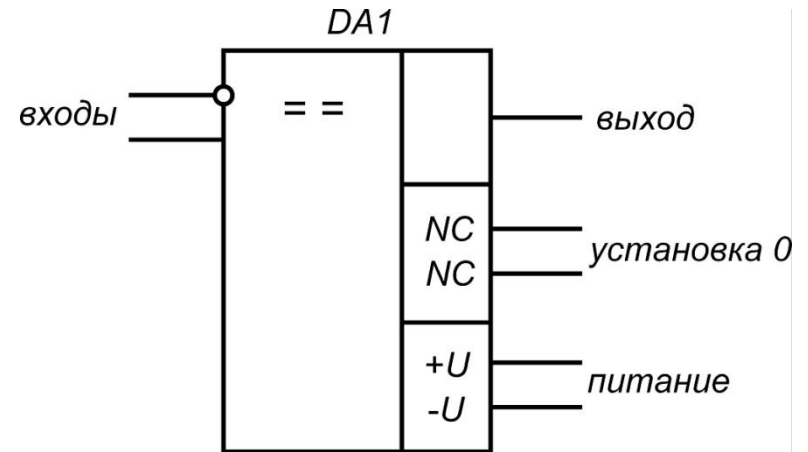 DA1
входы
= =
выход
NC
NC
установка 0
+U
-U
питание